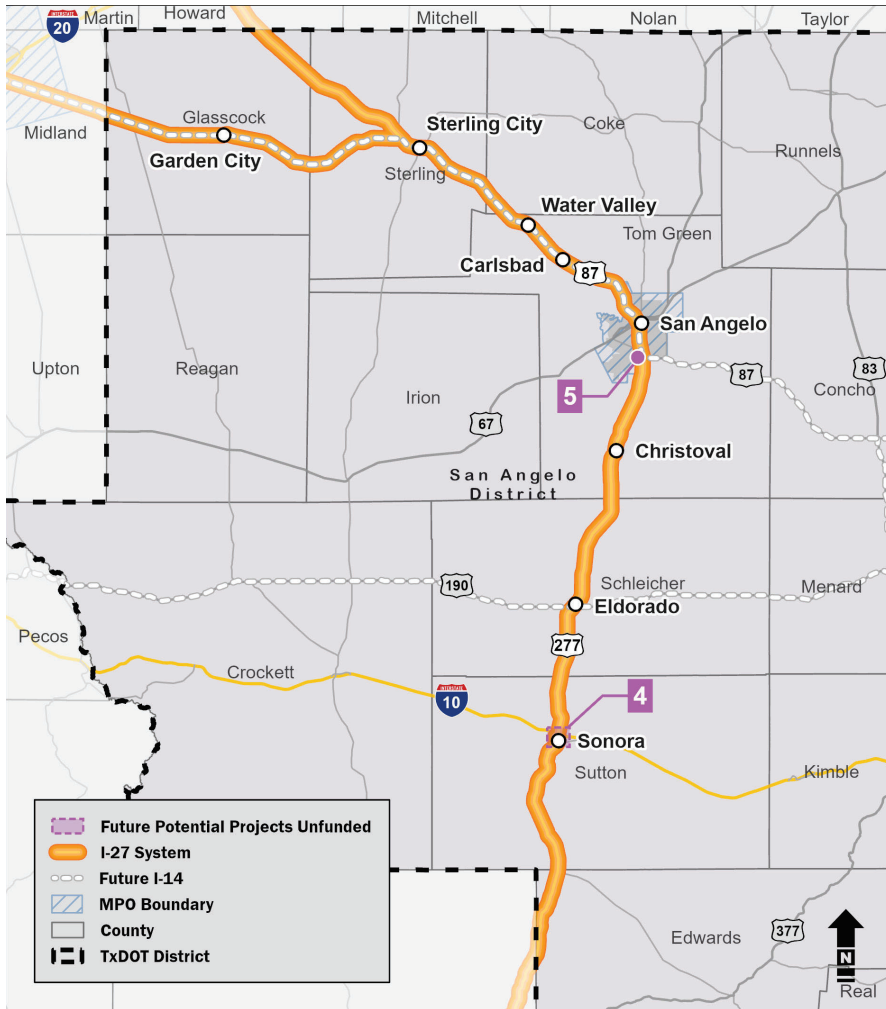 Martin
Howard
Mitchell
Nolan
Taylor
INTERSTATE
20
Glasscock
Midland
Garden City
Sterling City
Sterling
Coke
Runnels
Water Valley
Tom Green
Carlsbad
87
San Angelo
Upton
Reagan
Irion
5
87
83
Concho
67
Christoval
San Angelo
District
190
Schleicher
Menard
Eldorado
Pecos
277
Crockett
INTERSTATE
10
4
Sonora
Sutton
Kimble
Future Potential Projects Unfunded
I-27 System
Future I-14
MPO Boundary
County
TxDOT District
Edwards
377
N
Real